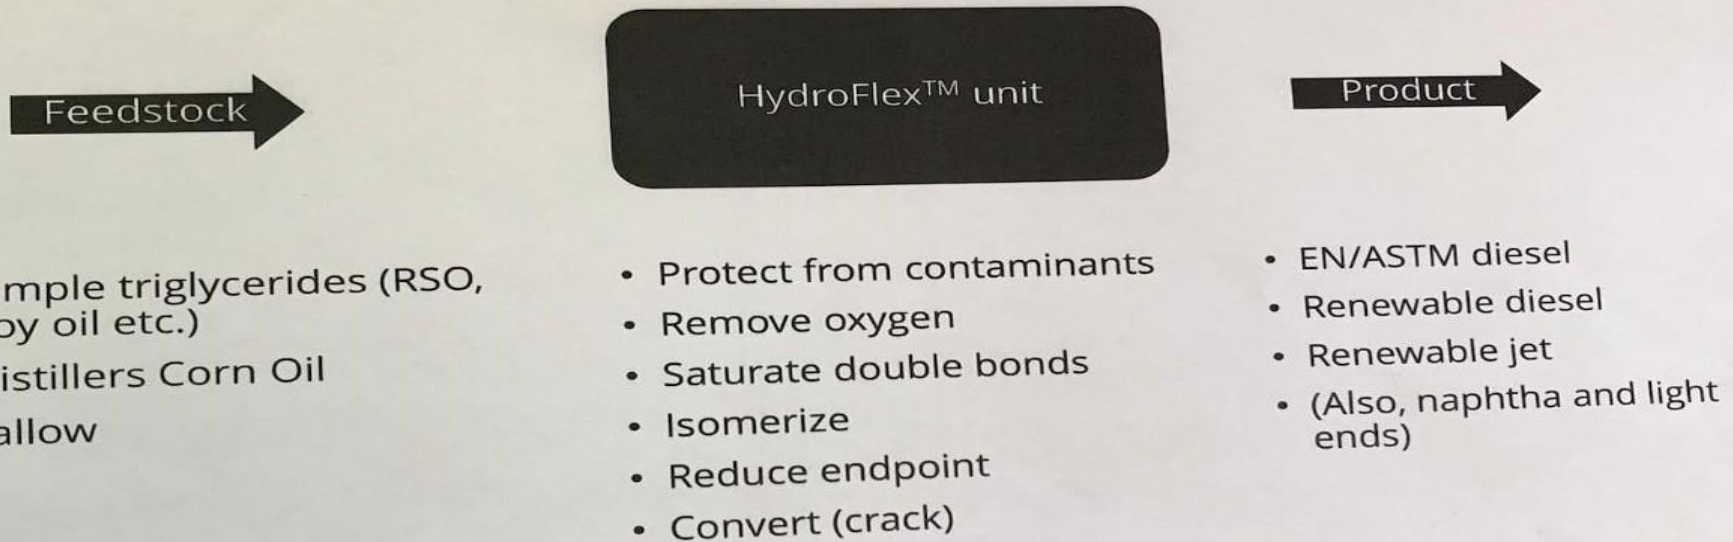 Feedstock
HydroFlex™ unit
Product
mple triglycerides (RSO,
oy oil etc.)
istillers Corn Oil
allow
• Protect from contaminants
• Remove oxygen
• Saturate double bonds
• Isomerize
• Reduce endpoint
• Convert (crack)
• EN/ASTM diesel
• Renewable diesel
• Renewable jet
• (Also, naphtha and light
ends)